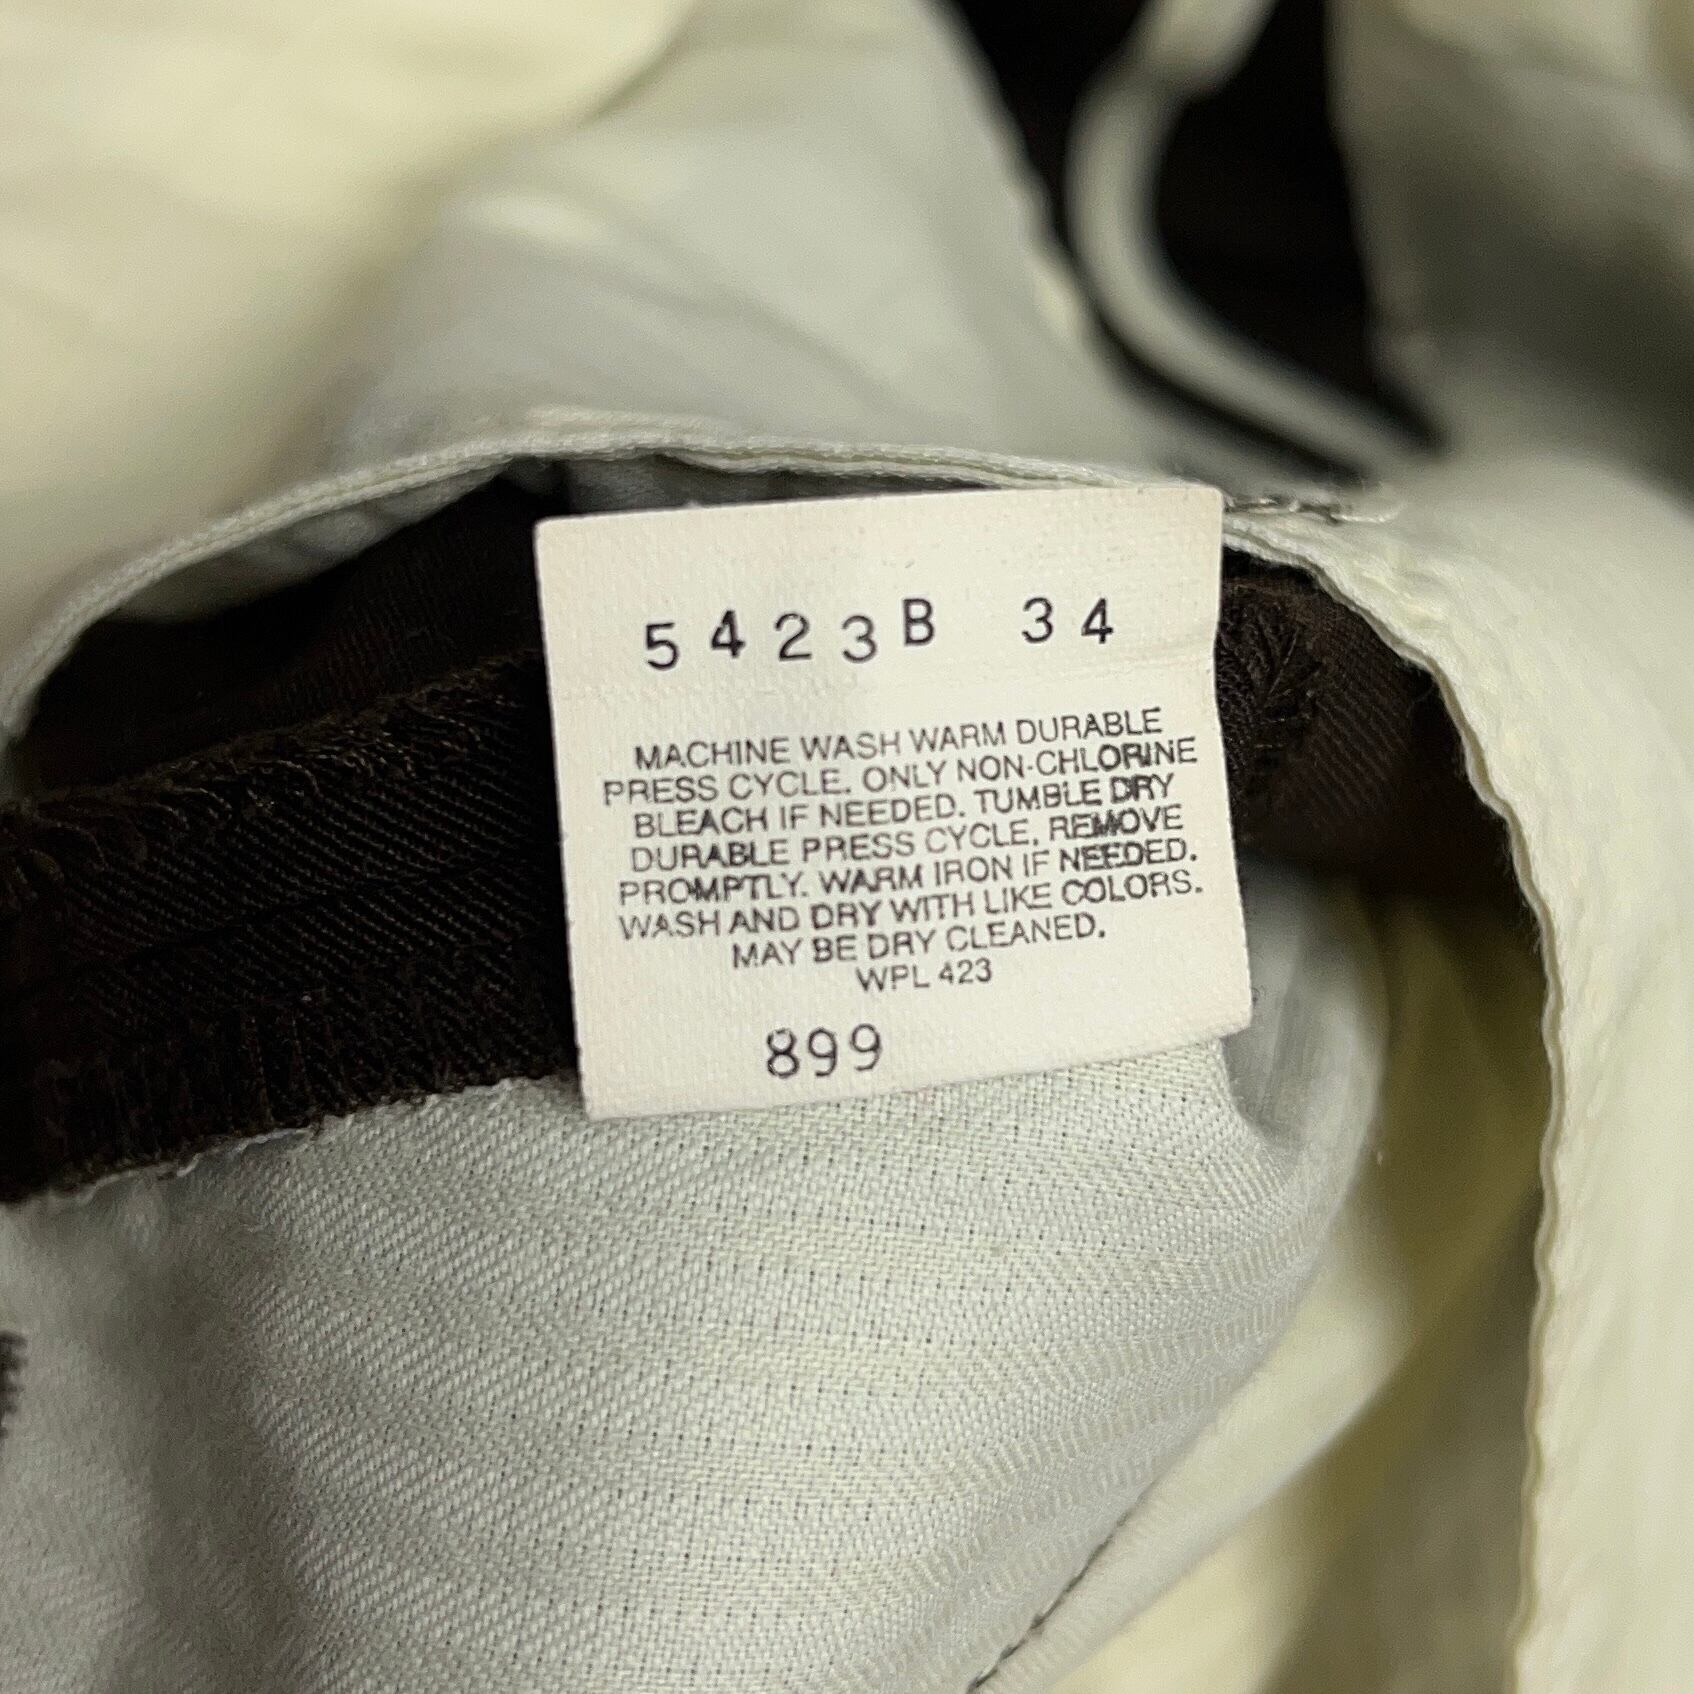 5423B 34
MACHINE WASH WARM DURABLE
PRESS CYCLE. ONLY NON-CHLORINE
BLEACH IF NEEDED. TUMBLE DRY
DURABLE PRESS CYCLE, REMOVE
PROMPTLY. WARM IRON IF NEEDED.
WASH AND DRY WITH LIKE COLORS.
MAY BE DRY CLEANED.
WPL 423
899